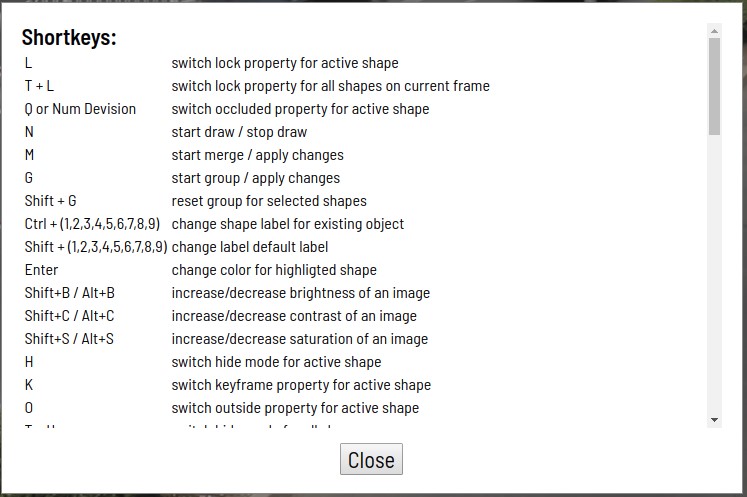 Shortkeys:
L switch lock property for active shape
T + L switch lock property for all shapes on current frame
Q or Num Devision switch occluded property for active shape
N start draw / stop draw
M start merge / apply changes
G start group / apply changes
Shift + G reset group for selected shapes
Ctrl + (1,2,3,4,5,6,7,8,9) change shape label for existing object
Shift + (1,2,3,4,5,6,7,8,9) change label default label
Enter change color for highligted shape
Shift+B / Alt+B increase/decrease brightness of an image
Shift+C / Alt+C increase/decrease contrast of an image
Shift+S / Alt+S increase/decrease saturation of an image
H switch hide mode for active shape
K switch keyframe property for active shape
O switch outside property for active shape
Close